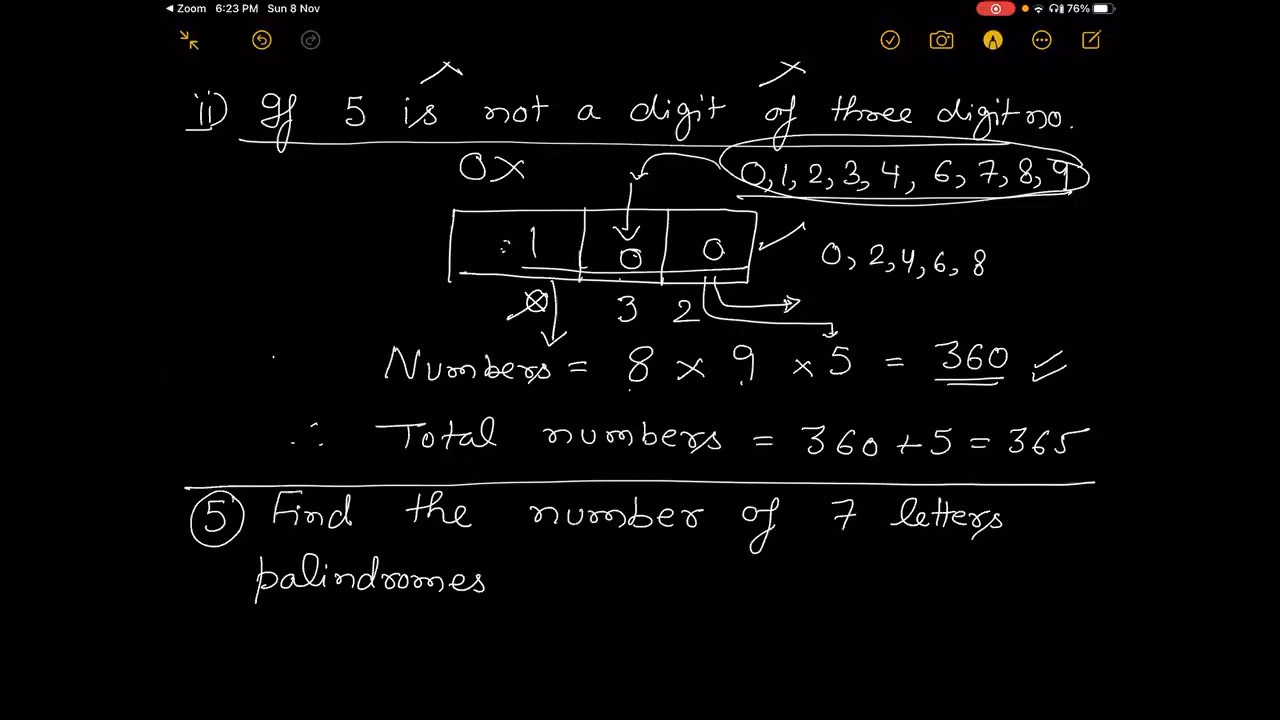 Zoom 6:23 PM Sun 8 Nov 76%
ii) If 5 is not a digit of three digit no.
0 X 0, 1, 2, 3, 4, 6, 7, 8, 9
1 0 0 0, 2, 4, 6, 8
0 3 2
Numbers = 8 × 9 × 5 = 360
∴ Total numbers = 360 + 5 = 365
5 Find the number of 7 letters
palindromes